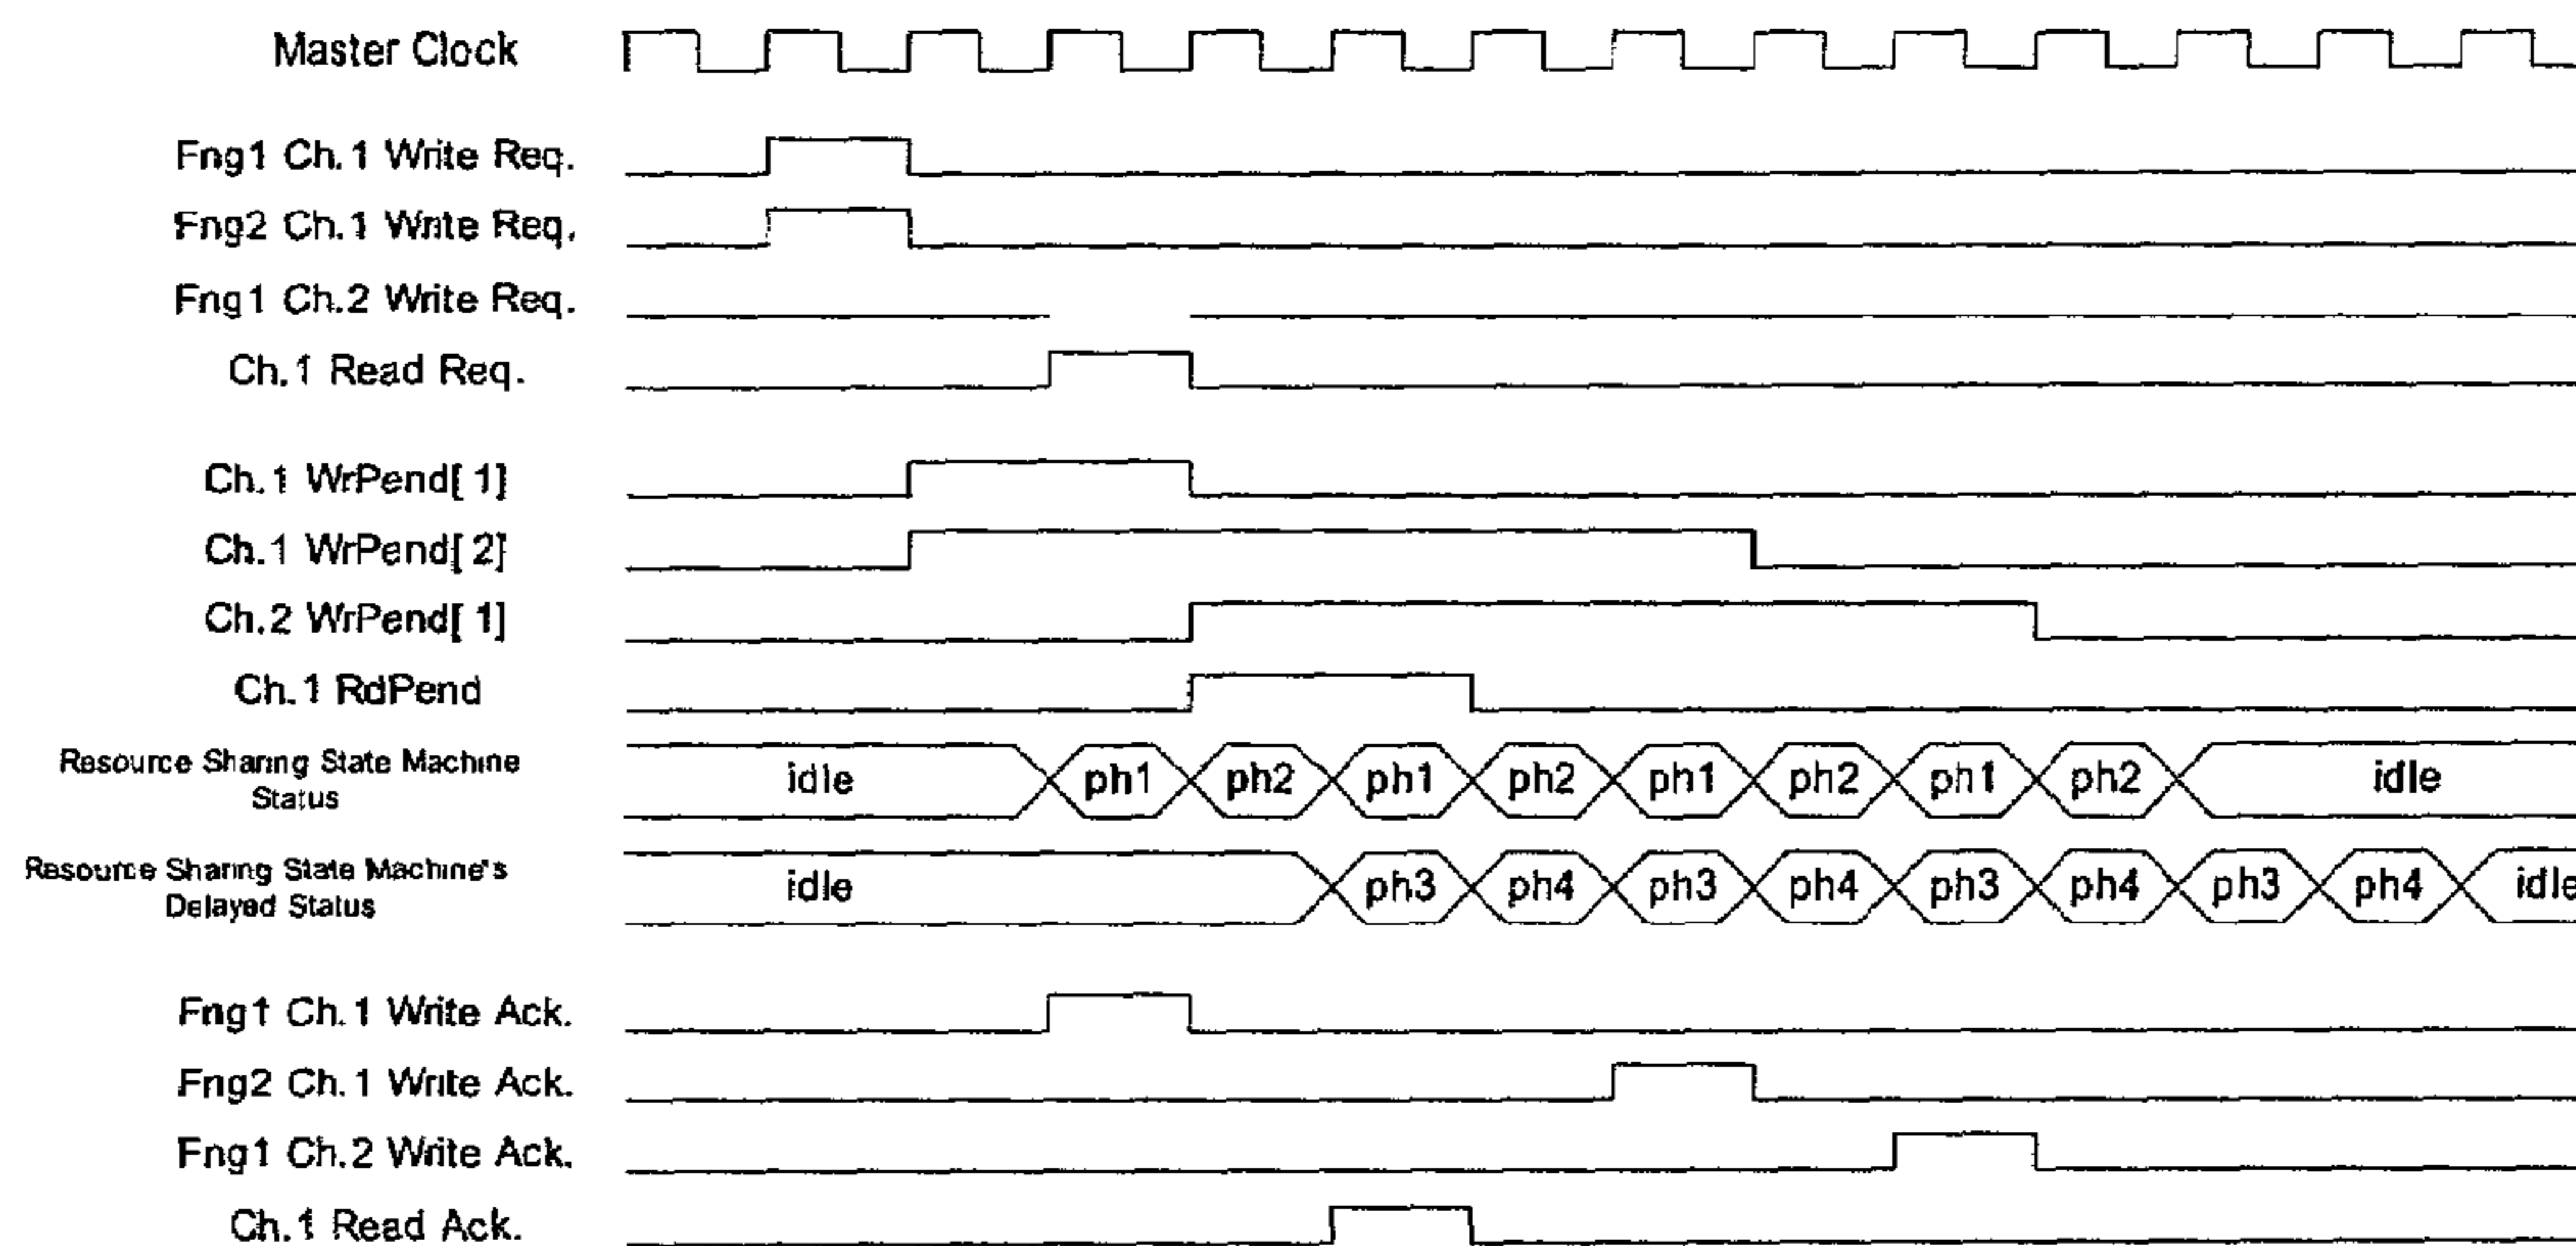 Master Clock
Fng1 Ch.1 Write Req.
Fng2 Ch.1 Write Req.
Fng1 Ch.2 Write Req.
Ch.1 Read Req.
Ch.1 WrPend[ 1]
Ch.1 WrPend[ 2]
Ch.2 WrPend[ 1]
Ch.1 RdPend
Resource Sharing State Machine
Status
idle ph1 ph2 ph1 ph2 ph1 ph2 ph1 ph2 idle
Resource Sharing State Machine's
Delayed Status
idle ph3 ph4 ph3 ph4 ph3 ph4 ph3 ph4 idle
Fng1 Ch.1 Write Ack.
Fng2 Ch.1 Write Ack.
Fng1 Ch.2 Write Ack.
Ch.1 Read Ack.